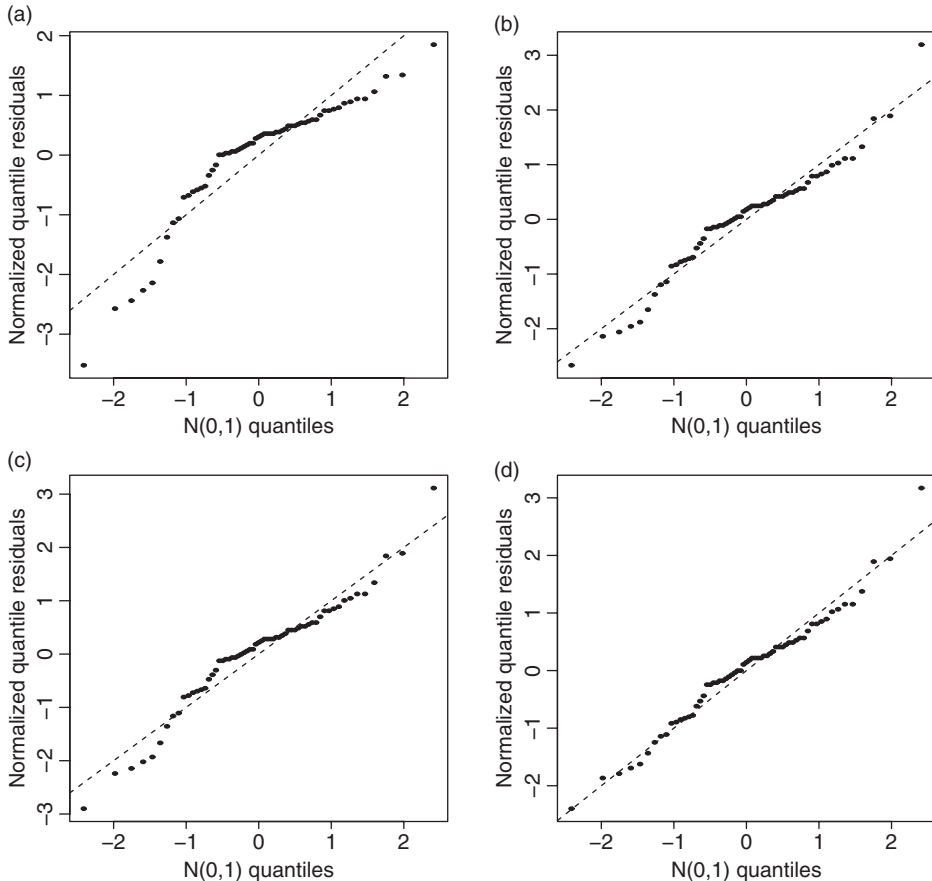 (a)
Normalized quantile residuals
2
1
0
−1
−2
−3
−2 −1 0 1 2
N(0,1) quantiles
(b)
Normalized quantile residuals
3
2
1
0
−1
−2
−2 −1 0 1 2
N(0,1) quantiles
(c)
Normalized quantile residuals
3
2
1
0
−1
−2
−3
−2 −1 0 1 2
N(0,1) quantiles
(d)
Normalized quantile residuals
3
2
1
0
−1
−2
−2 −1 0 1 2
N(0,1) quantiles